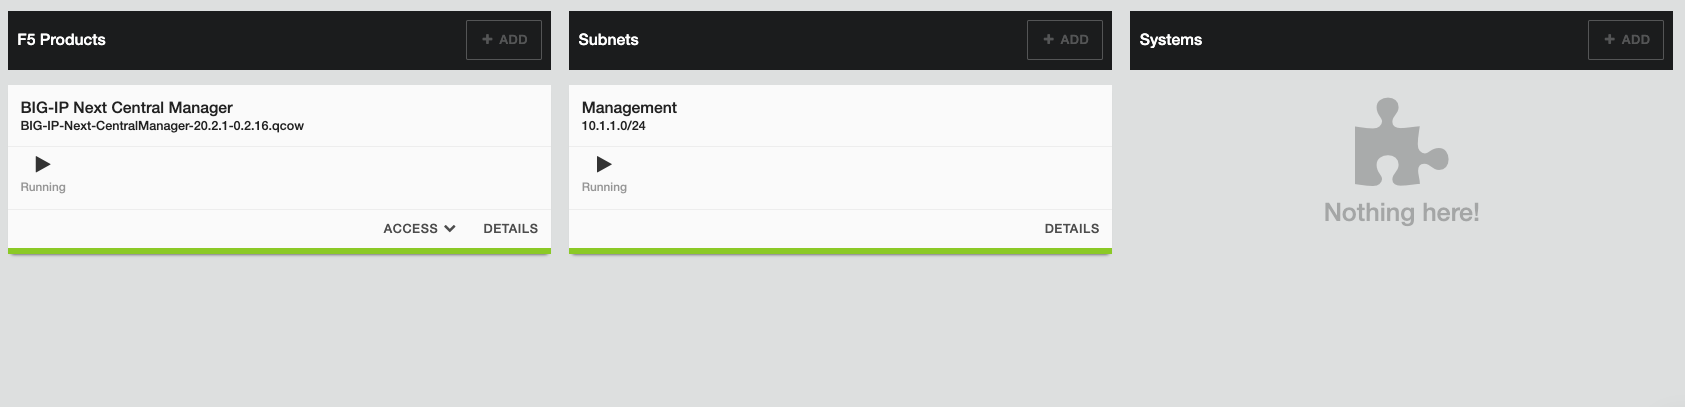 F5 Products
+ ADD
BIG-IP Next Central Manager
BIG-IP-Next-CentralManager-20.2.1-0.2.16.qcow
Running
ACCESS
DETAILS
Subnets
+ ADD
Management
10.1.1.0/24
Running
DETAILS
Systems
+ ADD
Nothing here!